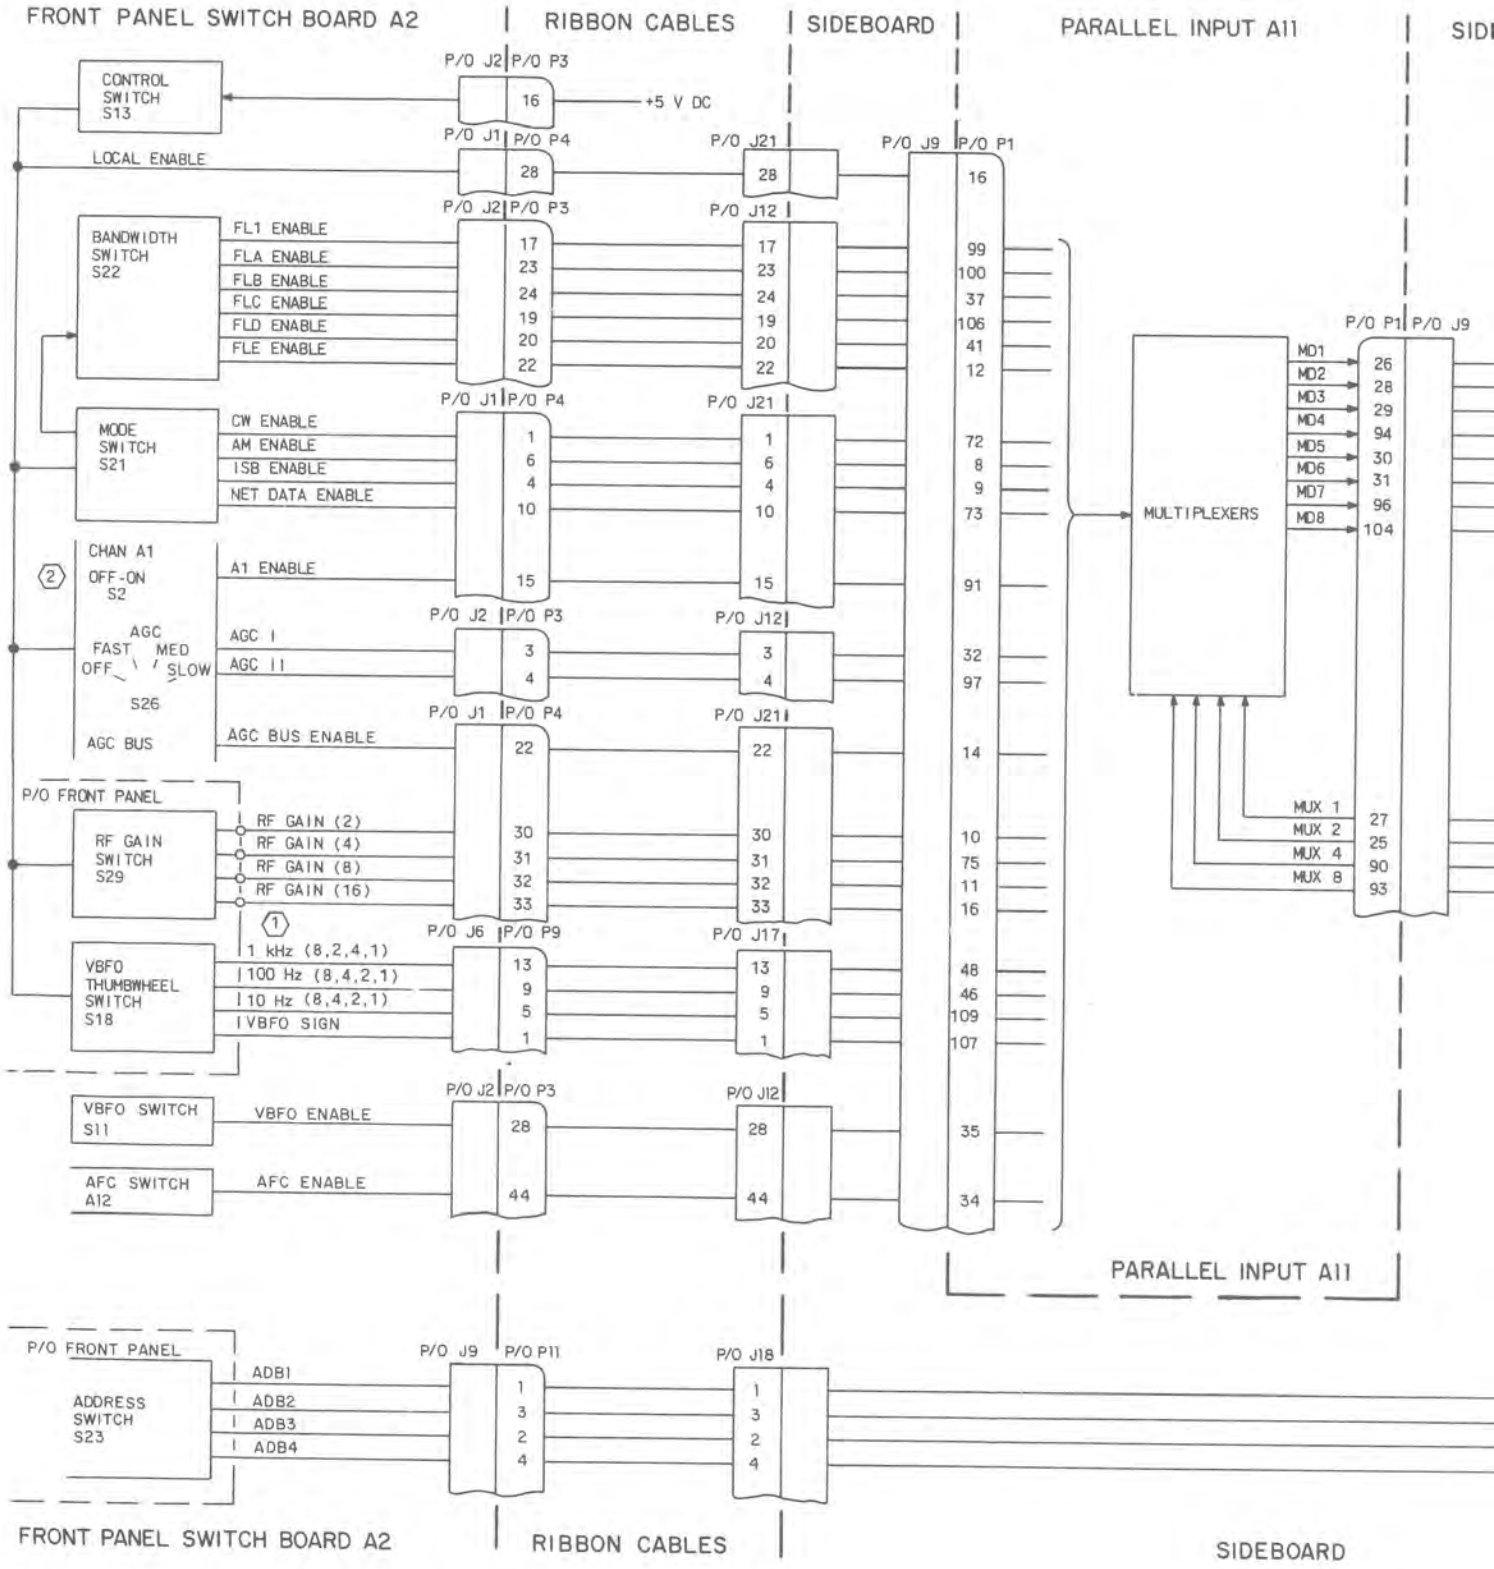 FRONT PANEL SWITCH BOARD A2
RIBBON CABLES
SIDEBOARD
PARALLEL INPUT A11
SIDE
CONTROL
SWITCH
S13
P/O J2 P/O P3
16
+5 V DC
LOCAL ENABLE
P/O J1 P/O P4
28
P/O J21
28
P/O J9 P/O P1
16
BANDWIDTH
SWITCH
S22
P/O J2 P/O P3
P/O J12
FL1 ENABLE 17 17 99
FLA ENABLE 23 23 100
FLB ENABLE 24 24 37
FLC ENABLE 19 19 106
FLD ENABLE 20 20 41
FLE ENABLE 22 22 12
MODE
SWITCH
S21
P/O J1 P/O P4
P/O J21
CW ENABLE 1 1 72
AM ENABLE 6 6 8
ISB ENABLE 4 4 9
NET DATA ENABLE 10 10 73
2
CHAN A1
OFF-ON
S2
A1 ENABLE 15 15 91
P/O J2 P/O P3
P/O J12
AGC
FAST MED
OFF SLOW
S26
AGC I 3 3 32
AGC II 4 4 97
P/O J1 P/O P4
P/O J21
AGC BUS
AGC BUS ENABLE 22 22 14
P/O FRONT PANEL
RF GAIN
SWITCH
S29
RF GAIN (2) 30 30 10
RF GAIN (4) 31 31 75
RF GAIN (8) 32 32 11
RF GAIN (16) 33 33 16
1
P/O J6 P/O P9
P/O J17
VBFO
THUMBWHEEL
SWITCH
S18
1 kHz (8,2,4,1) 13 13 48
100 Hz (8,4,2,1) 9 9 46
10 Hz (8,4,2,1) 5 5 109
VBFO SIGN 1 1 107
P/O J2 P/O P3
P/O J12
VBFO SWITCH
S11
VBFO ENABLE 28 28 35
AFC SWITCH
A12
AFC ENABLE 44 44 34
MULTIPLEXERS
P/O P1 P/O J9
MD1 26
MD2 28
MD3 29
MD4 94
MD5 30
MD6 31
MD7 96
MD8 104
MUX 1 27
MUX 2 25
MUX 4 90
MUX 8 93
PARALLEL INPUT A11
P/O FRONT PANEL
P/O J9 P/O P11
P/O J18
ADDRESS
SWITCH
S23
ADB1 1 1
ADB2 3 3
ADB3 2 2
ADB4 4 4
FRONT PANEL SWITCH BOARD A2
RIBBON CABLES
SIDEBOARD